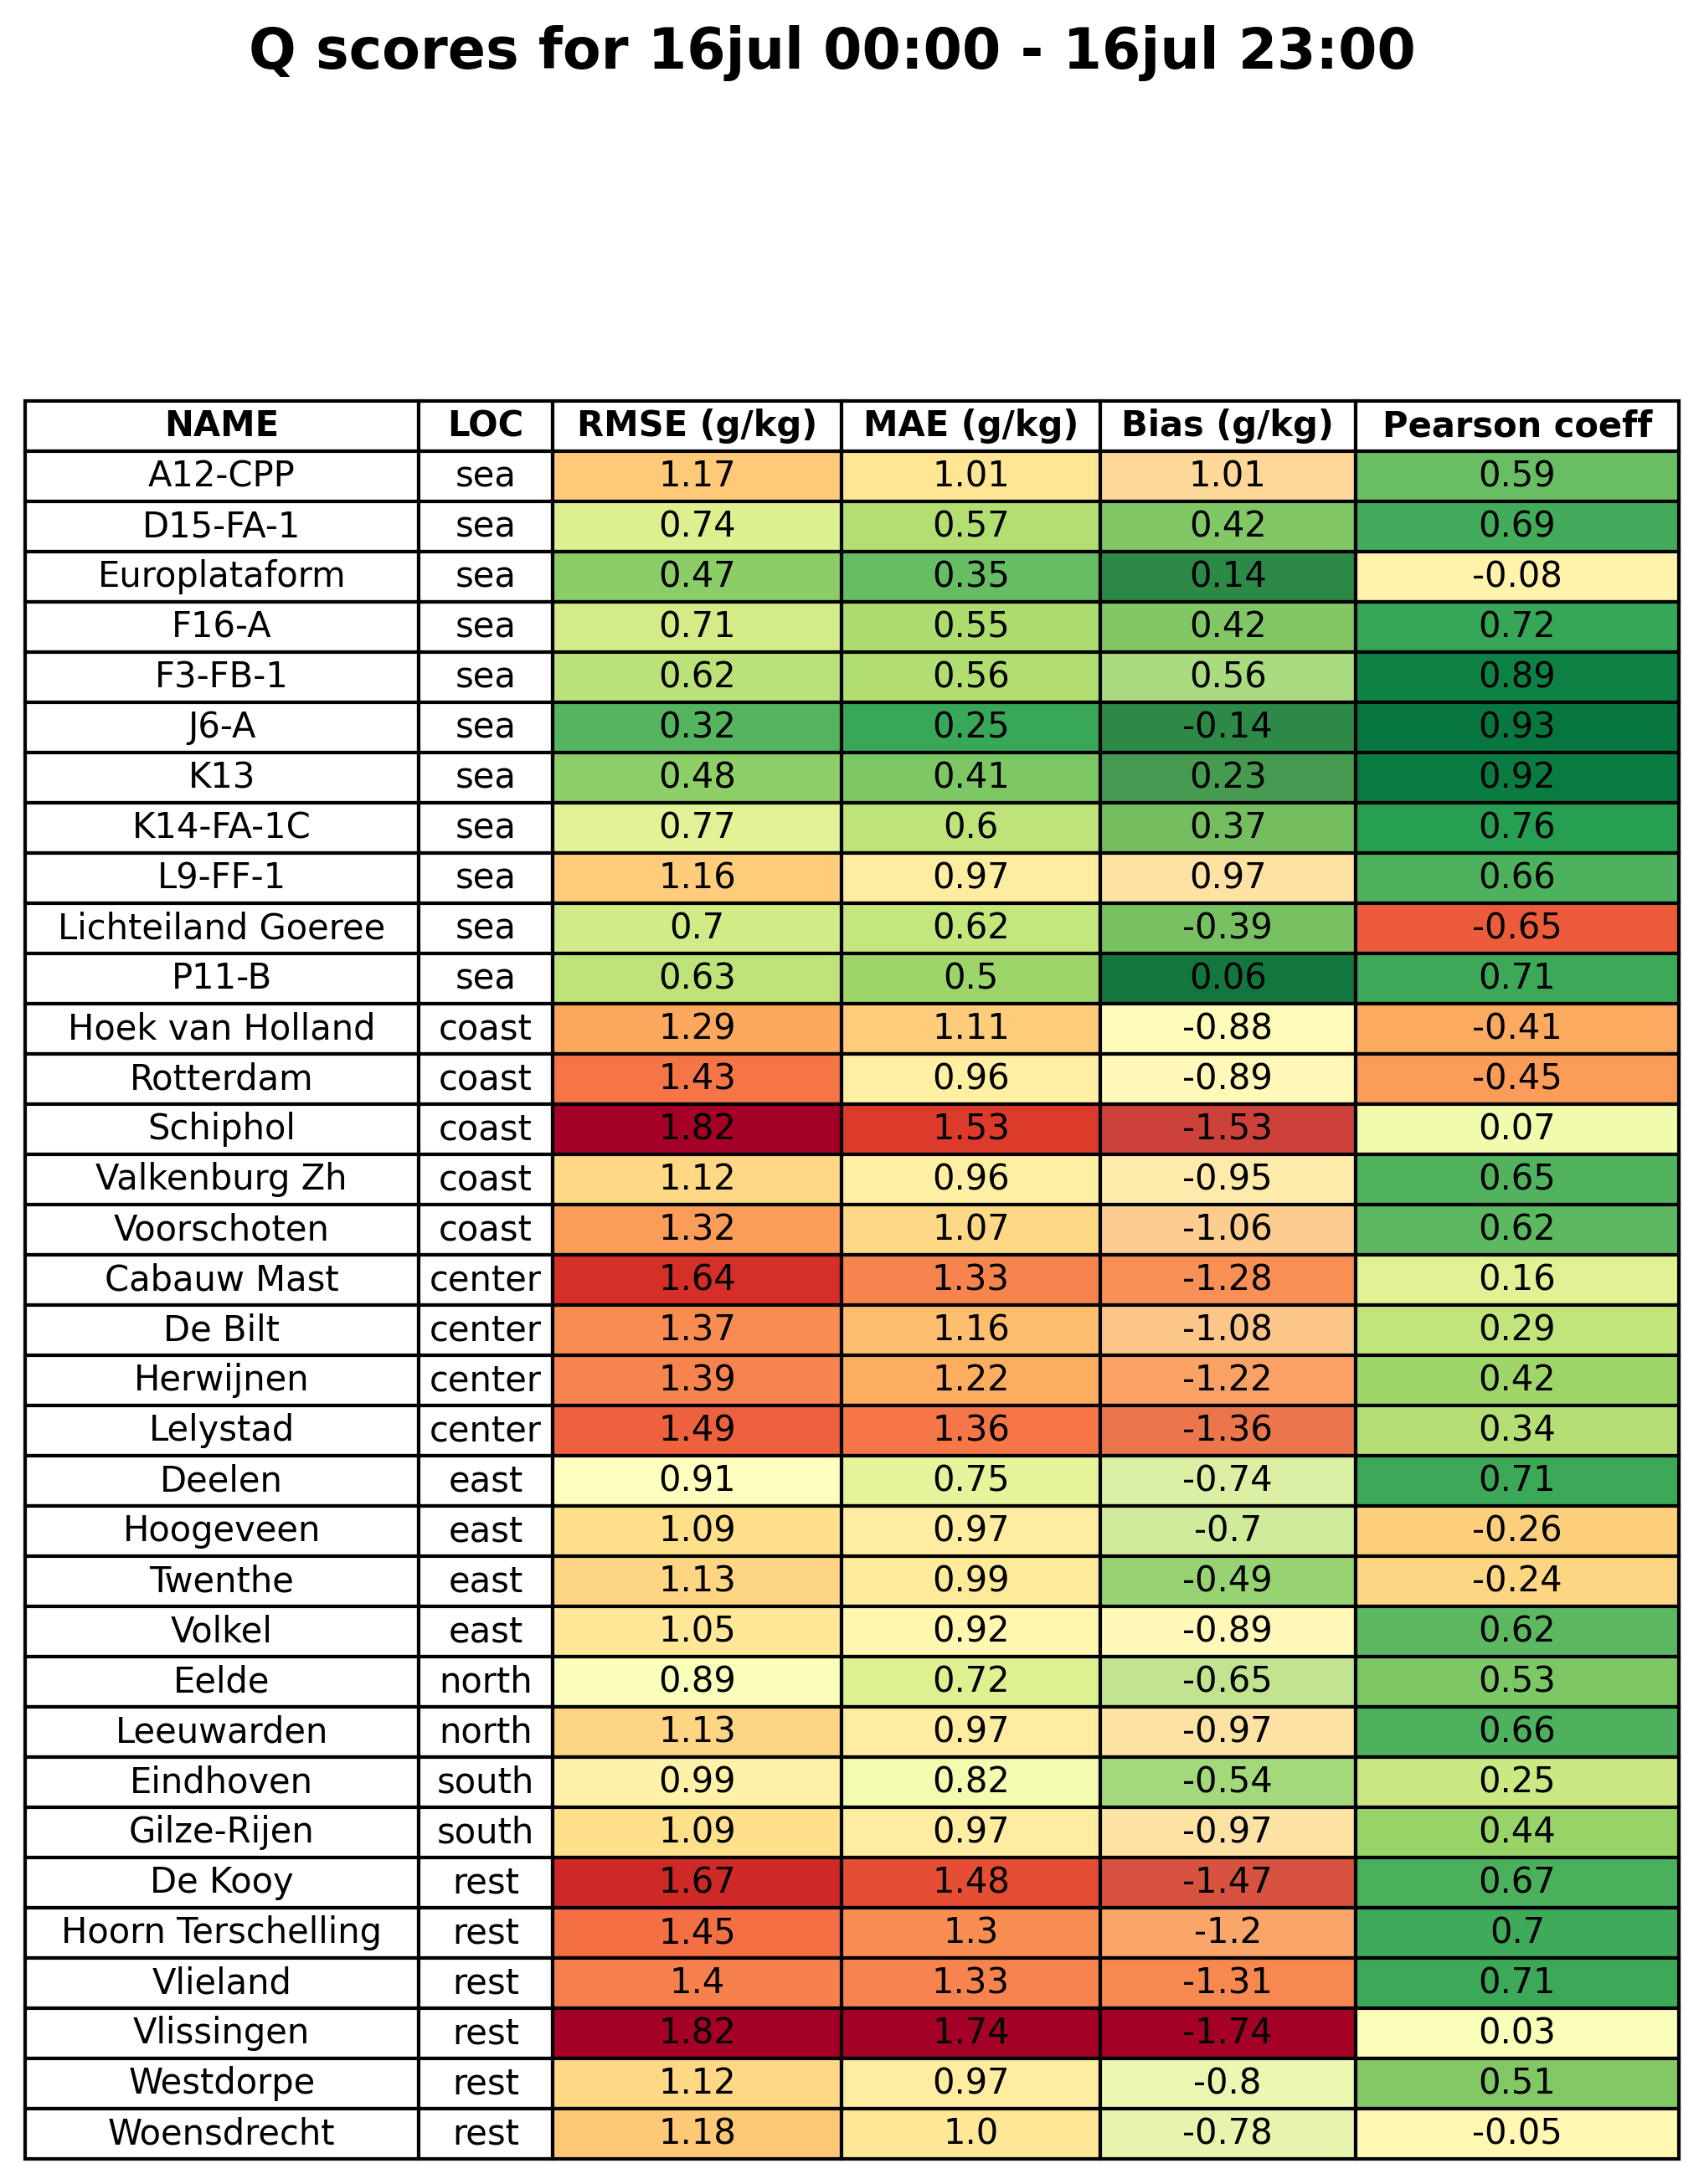 Q scores for 16jul 00:00 - 16jul 23:00
NAME LOC RMSE (g/kg) MAE (g/kg) Bias (g/kg) Pearson coeff
A12-CPP sea 1.17 1.01 1.01 0.59
D15-FA-1 sea 0.74 0.57 0.42 0.69
Europlataform sea 0.47 0.35 0.14 -0.08
F16-A sea 0.71 0.55 0.42 0.72
F3-FB-1 sea 0.62 0.56 0.56 0.89
J6-A sea 0.32 0.25 -0.14 0.93
K13 sea 0.48 0.41 0.23 0.92
K14-FA-1C sea 0.77 0.6 0.37 0.76
L9-FF-1 sea 1.16 0.97 0.97 0.66
Lichteiland Goeree sea 0.7 0.62 -0.39 -0.65
P11-B sea 0.63 0.5 0.06 0.71
Hoek van Holland coast 1.29 1.11 -0.88 -0.41
Rotterdam coast 1.43 0.96 -0.89 -0.45
Schiphol coast 1.82 1.53 -1.53 0.07
Valkenburg Zh coast 1.12 0.96 -0.95 0.65
Voorschoten coast 1.32 1.07 -1.06 0.62
Cabauw Mast center 1.64 1.33 -1.28 0.16
De Bilt center 1.37 1.16 -1.08 0.29
Herwijnen center 1.39 1.22 -1.22 0.42
Lelystad center 1.49 1.36 -1.36 0.34
Deelen east 0.91 0.75 -0.74 0.71
Hoogeveen east 1.09 0.97 -0.7 -0.26
Twenthe east 1.13 0.99 -0.49 -0.24
Volkel east 1.05 0.92 -0.89 0.62
Eelde north 0.89 0.72 -0.65 0.53
Leeuwarden north 1.13 0.97 -0.97 0.66
Eindhoven south 0.99 0.82 -0.54 0.25
Gilze-Rijen south 1.09 0.97 -0.97 0.44
De Kooy rest 1.67 1.48 -1.47 0.67
Hoorn Terschelling rest 1.45 1.3 -1.2 0.7
Vlieland rest 1.4 1.33 -1.31 0.71
Vlissingen rest 1.82 1.74 -1.74 0.03
Westdorpe rest 1.12 0.97 -0.8 0.51
Woensdrecht rest 1.18 1.0 -0.78 -0.05